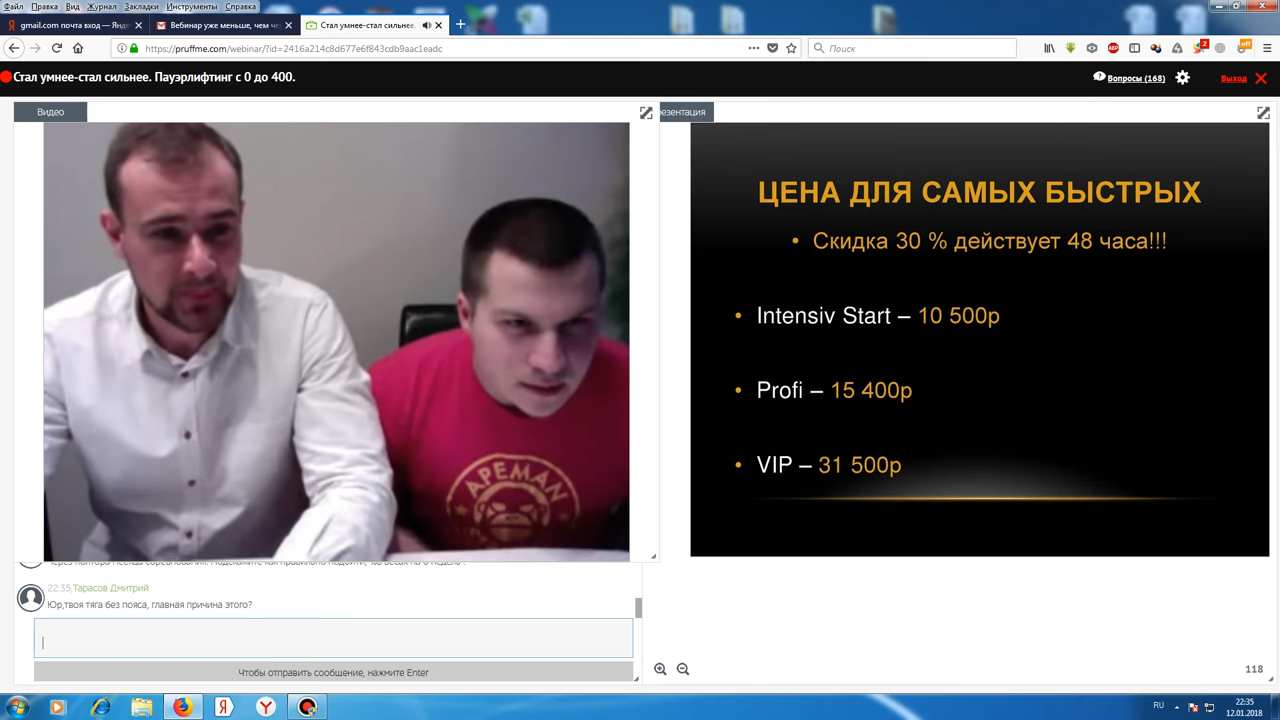 Файл Правка Вид Журнал Закладки Инструменты Справка
gmail.com почта вход — Янде
Вебинар уже меньше, чем че
Стал умнее-стал сильнее.
https://pruffme.com/webinar/?id=2416a214c8d677e6f843cdb9aac1eadc
Поиск
ABP
2
off
Стал умнее-стал сильнее. Пауэрлифтинг с 0 до 400.
Вопросы (168)
Выход
Видео
езентация
ЦЕНА ДЛЯ САМЫХ БЫСТРЫХ
• Скидка 30 % действует 48 часа!!!
• Intensiv Start – 10 500р
• Profi – 15 400р
• VIP – 31 500р
APEMAN
22:35,Тарасов Дмитрий
Юр,твоя тяга без пояса, главная причина этого?
Чтобы отправить сообщение, нажмите Enter
118
RU
22:35
12.01.2018